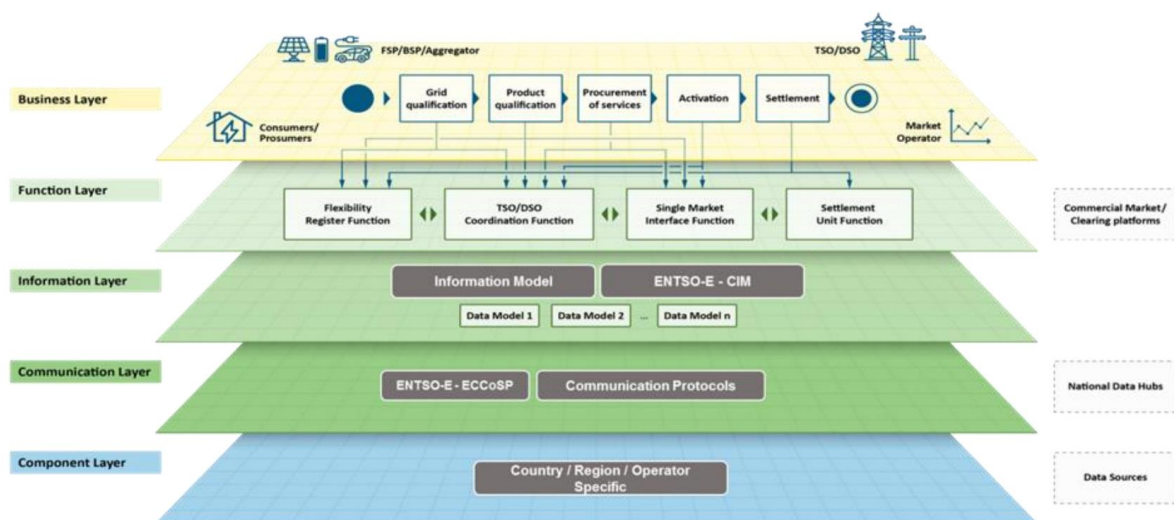 FSP/BSP/Aggregator
TSO/DSO
Business Layer
Grid
qualification
Product
qualification
Procurement
of services
Activation
Settlement
Consumers/
Prosumers
Market
Operator
Function Layer
Flexibility
Register Function
TSO/DSO
Coordination Function
Single Market
Interface Function
Settlement
Unit Function
Commercial Market/
Clearing platforms
Information Layer
Information Model
ENTSO-E - CIM
Data Model 1
Data Model 2
...
Data Model n
Communication Layer
ENTSO-E - ECCoSP
Communication Protocols
National Data Hubs
Component Layer
Country / Region / Operator
Specific
Data Sources